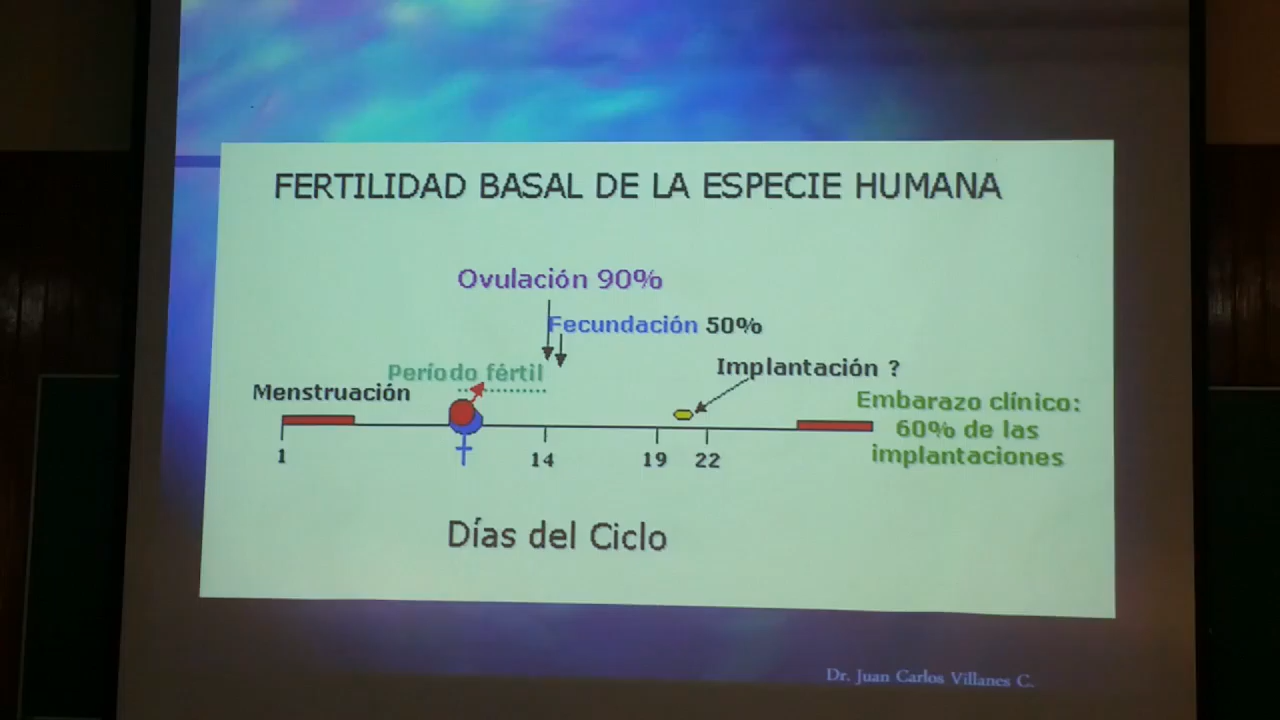 FERTILIDAD BASAL DE LA ESPECIE HUMANA
Ovulación 90%
Fecundación 50%
Implantación ?
Período fértil
Menstruación
Embarazo clínico:
60% de las
implantaciones
1
14
19
22
Días del Ciclo
Dr. Juan Carlos Villanes C.